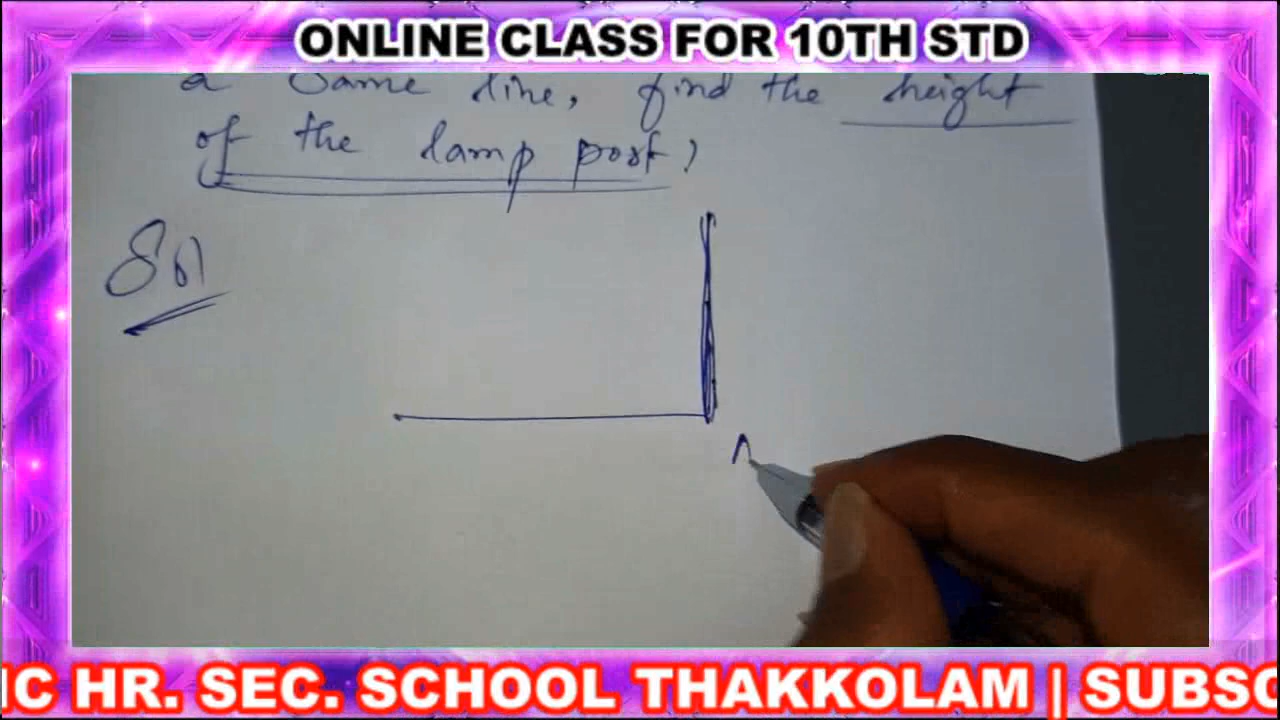 ONLINE CLASS FOR 10TH STD
a same line, find the height
of the lamp post?
Sol
A
IC HR. SEC. SCHOOL THAKKOLAM | SUBSC